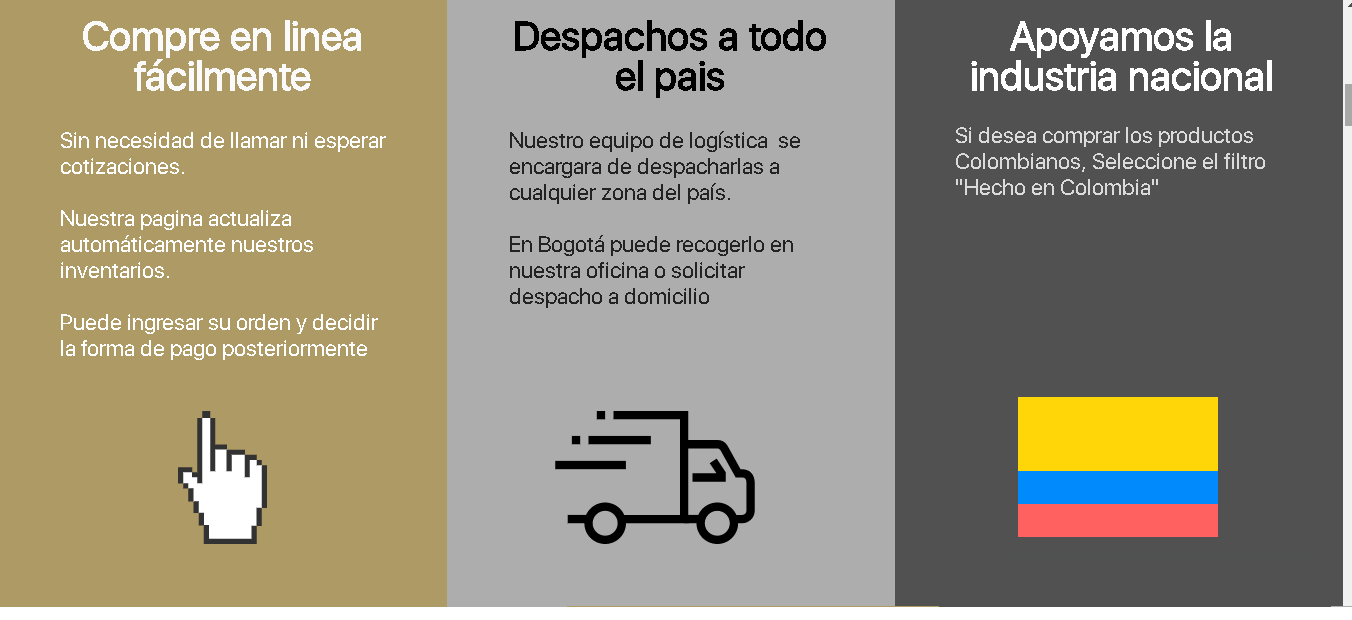 Compre en linea
fácilmente
Sin necesidad de llamar ni esperar
cotizaciones.
Nuestra pagina actualiza
automáticamente nuestros
inventarios.
Puede ingresar su orden y decidir
la forma de pago posteriormente
Despachos a todo
el pais
Nuestro equipo de logística  se
encargara de despacharlas a
cualquier zona del país.
En Bogotá puede recogerlo en
nuestra oficina o solicitar
despacho a domicilio
Apoyamos la
industria nacional
Si desea comprar los productos
Colombianos, Seleccione el filtro
"Hecho en Colombia"